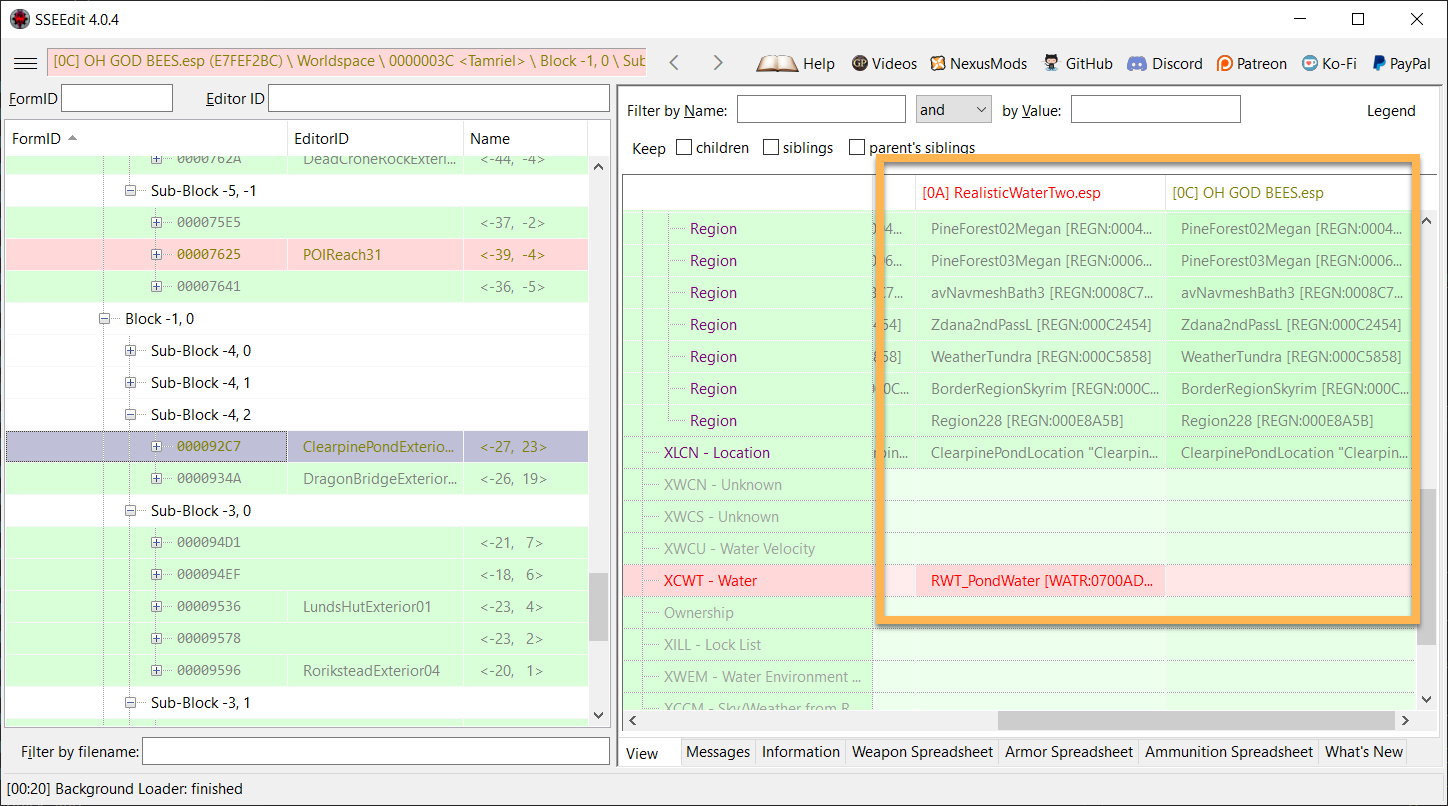 SSEEdit 4.0.4
[0C] OH GOD BEES.esp (E7FEF2BC) \ Worldspace \ 0000003C <Tamriel> \ Block -1, 0 \ Sub
Help Videos NexusMods GitHub Discord Patreon Ko-Fi PayPal
FormID Editor ID
Filter by Name: and by Value: Legend
Keep children siblings parent's siblings
FormID EditorID Name
0000762A DeadCroneRockExteri... <-44, -4>
Sub-Block -5, -1
000075E5 <-37, -2>
00007625 POIReach31 <-39, -4>
00007641 <-36, -5>
Block -1, 0
Sub-Block -4, 0
Sub-Block -4, 1
Sub-Block -4, 2
000092C7 ClearpinePondExterio... <-27, 23>
0000934A DragonBridgeExterior... <-26, 19>
Sub-Block -3, 0
000094D1 <-21, 7>
000094EF <-18, 6>
00009536 LundsHutExterior01 <-23, 4>
00009578 <-23, 2>
00009596 RoriksteadExterior04 <-20, 1>
Sub-Block -3, 1
[0A] RealisticWaterTwo.esp [0C] OH GOD BEES.esp
Region 004... PineForest02Megan [REGN:0004... PineForest02Megan [REGN:0004...
Region 006... PineForest03Megan [REGN:0006... PineForest03Megan [REGN:0006...
Region 8C7... avNavmeshBath3 [REGN:0008C7... avNavmeshBath3 [REGN:0008C7...
Region 454] Zdana2ndPassL [REGN:000C2454] Zdana2ndPassL [REGN:000C2454]
Region 858] WeatherTundra [REGN:000C5858] WeatherTundra [REGN:000C5858]
Region 00C... BorderRegionSkyrim [REGN:000C... BorderRegionSkyrim [REGN:000C...
Region Region228 [REGN:000E8A5B] Region228 [REGN:000E8A5B]
XLCN - Location pin... ClearpinePondLocation "Clearpin... ClearpinePondLocation "Clearpin...
XWCN - Unknown
XWCS - Unknown
XWCU - Water Velocity
XCWT - Water RWT_PondWater [WATR:0700AD...
Ownership
XILL - Lock List
XWEM - Water Environment ...
XCCM - Sky/Weather from R
Filter by filename:
View Messages Information Weapon Spreadsheet Armor Spreadsheet Ammunition Spreadsheet What's New
[00:20] Background Loader: finished